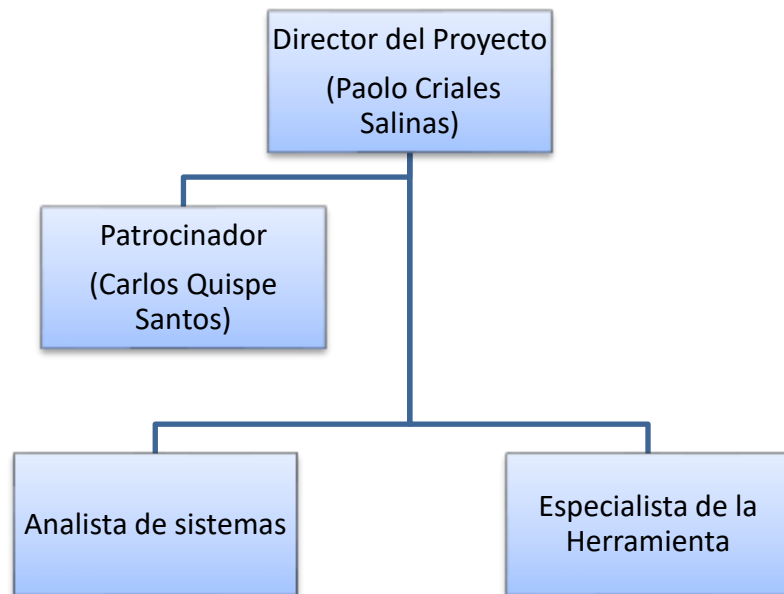 Director del Proyecto
(Paolo Criales
Salinas)
Patrocinador
(Carlos Quispe
Santos)
Analista de sistemas
Especialista de la
Herramienta